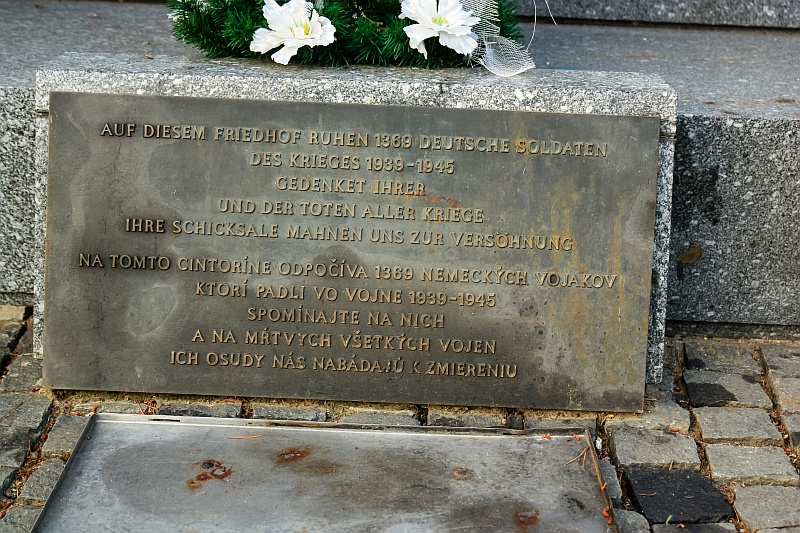 AUF DIESEM FRIEDHOF RUHEN 1369 DEUTSCHE SOLDATEN
DES KRIEGES 1939-1945
GEDENKET IHRER
UND DER TOTEN ALLER KRIEGE
IHRE SCHICKSALE MAHNEN UNS ZUR VERSÖHNUNG
NA TOMTO CINTORÍNE ODPOČÍVA 1369 NEMECKÝCH VOJAKOV
KTORÍ PADLI VO VOJNE 1939-1945
SPOMÍNAJTE NA NICH
A NA MŔTVYCH VŠETKÝCH VOJEN
ICH OSUDY NÁS NABÁDAJÚ K ZMIERENIU